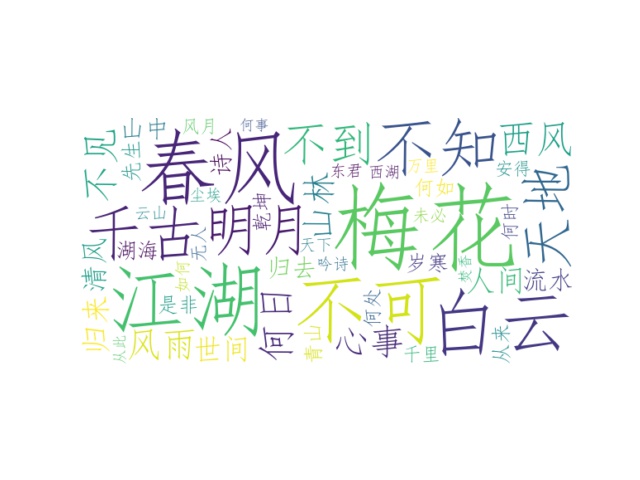 不见
亡
中
先生
风月
何事
诗人
春风
不到
不知
西风
东君
西湖
万里
安得
尘埃
乾坤
山林
何如
天地
梅花
千古
明月
云山
无人
天下
未必
何时
清风
湖海
如何
归去
吟诗
岁寒
焚香
人间
流水
江湖
是非
何日
不可
何处
白云
归来
从此
风雨
世间
青山
心事
千里
从来